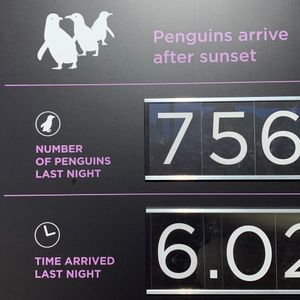 Penguins arrive
after sunset
NUMBER
OF PENGUINS
LAST NIGHT
756
TIME ARRIVED
LAST NIGHT
6.02